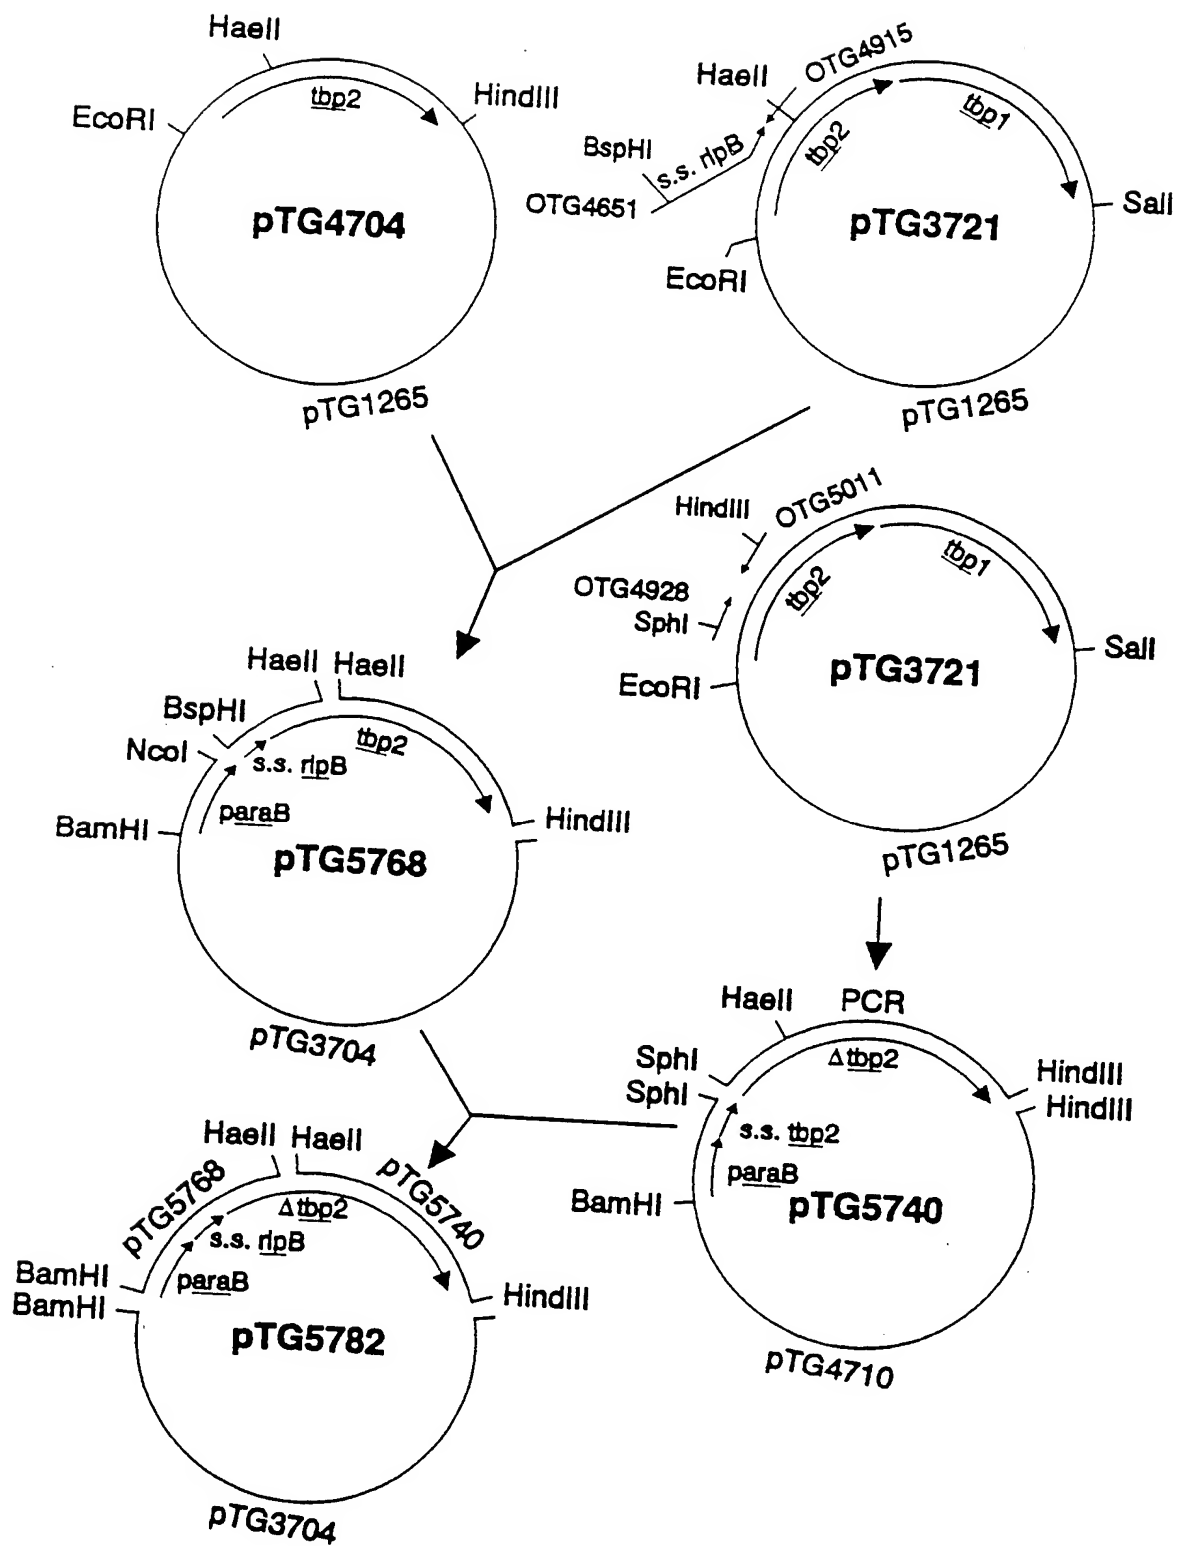 HaeII
EcoRI
tbp2
HindIII
pTG4704
pTG1265
HaeII
OTG4915
BspHI
s.s. rlpB
OTG4651
tbp2
tbp1
SalI
pTG3721
EcoRI
pTG1265
HindIII
OTG5011
OTG4928
SphI
tbp2
tbp1
EcoRI
SalI
pTG3721
pTG1265
HaeII HaeII
BspHI
NcoI
tbp2
s.s. rlpB
paraB
BamHI
HindIII
pTG5768
pTG3704
PCR
HaeII
SphI
SphI
Δtbp2
HindIII
HindIII
s.s. tbp2
paraB
BamHI
pTG5740
pTG4710
HaeII HaeII
pTG5768
pTG5740
Δtbp2
s.s. rlpB
paraB
BamHI
BamHI
HindIII
pTG5782
pTG3704